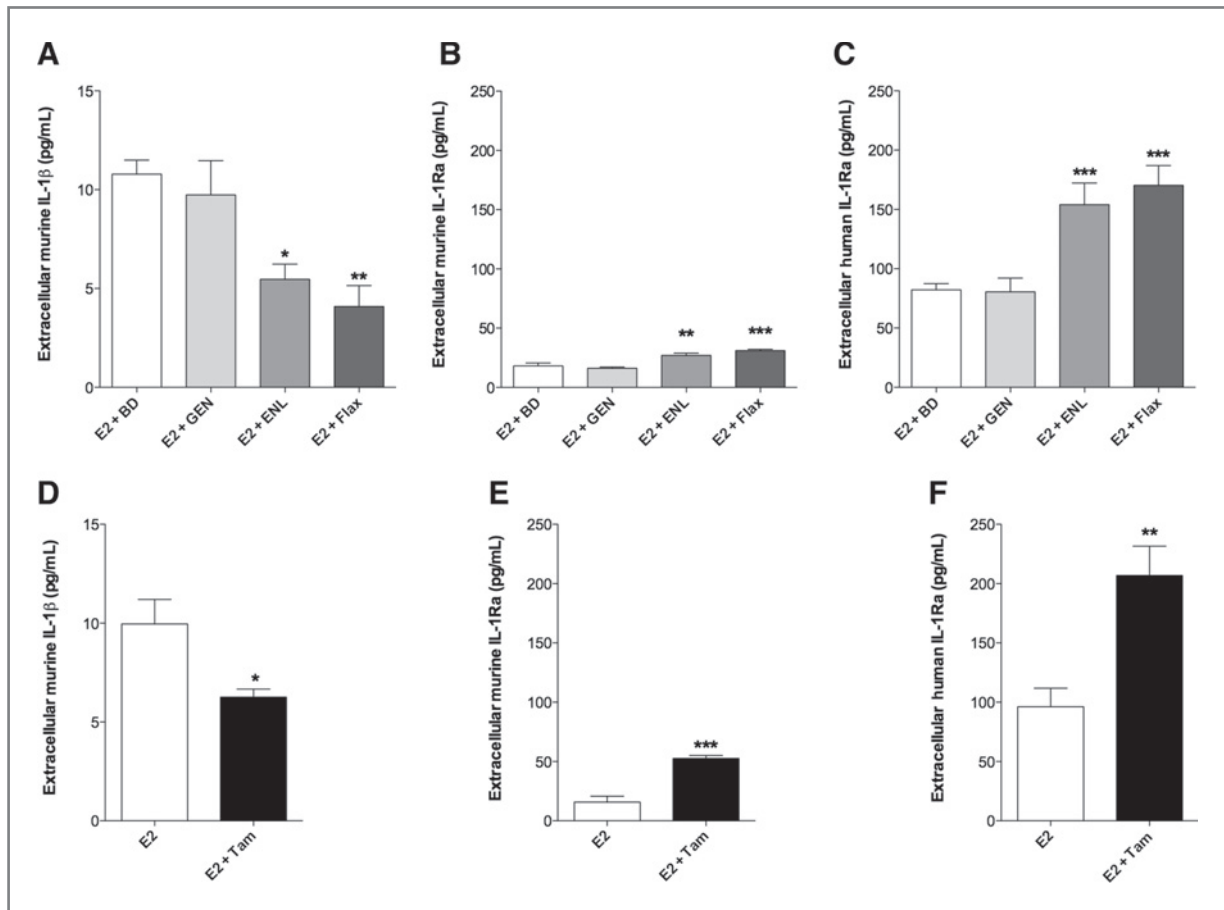 A
Extracellular murine IL-1β (pg/mL)
15
10
5
0
*
**
E2 + BD
E2 + GEN
E2 + ENL
E2 + Flax
B
Extracellular murine IL-1Ra (pg/mL)
250
200
150
100
50
0
**
***
E2 + BD
E2 + GEN
E2 + ENL
E2 + Flax
C
Extracellular human IL-1Ra (pg/mL)
250
200
150
100
50
0
***
***
E2 + BD
E2 + GEN
E2 + ENL
E2 + Flax
D
Extracellular murine IL-1β (pg/mL)
15
10
5
0
*
E2
E2 + Tam
E
Extracellular murine IL-1Ra (pg/mL)
250
200
150
100
50
0
***
E2
E2 + Tam
F
Extracellular human IL-1Ra (pg/mL)
250
200
150
100
50
0
**
E2
E2 + Tam